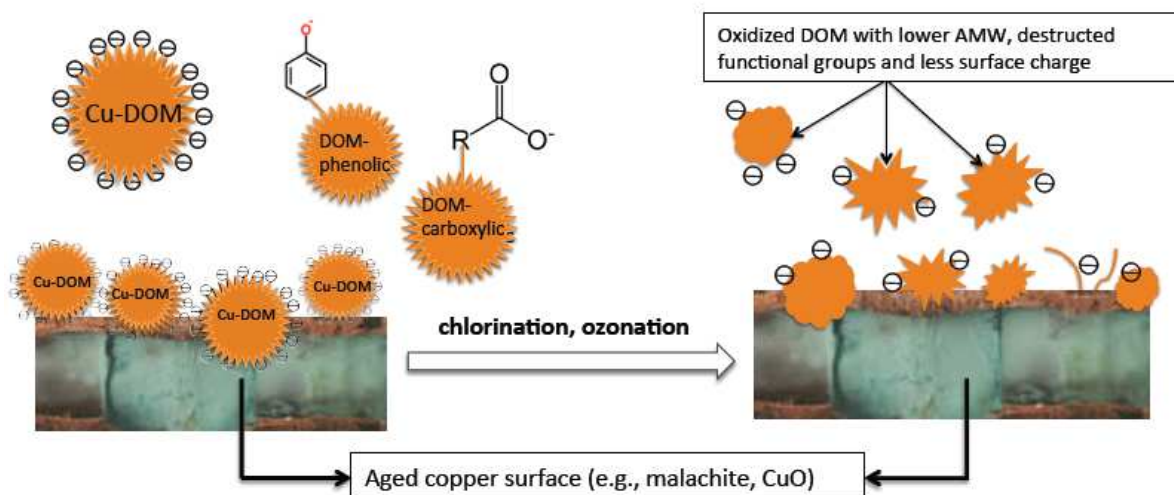 Cu-DOM
O-
DOM-
phenolic
O
R
O-
DOM-
carboxylic
Oxidized DOM with lower AMW, destructed
functional groups and less surface charge
Cu-DOM
Cu-DOM
Cu-DOM
Cu-DOM
chlorination, ozonation
Aged copper surface (e.g., malachite, CuO)